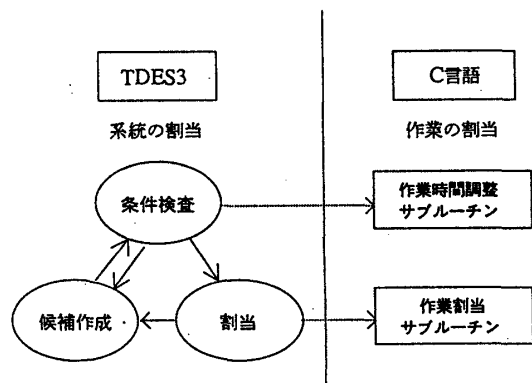 TDES3
C言語
系統の割当
作業の割当
条件検査
作業時間調整
サブルーチン
候補作成
割当
作業割当
サブルーチン